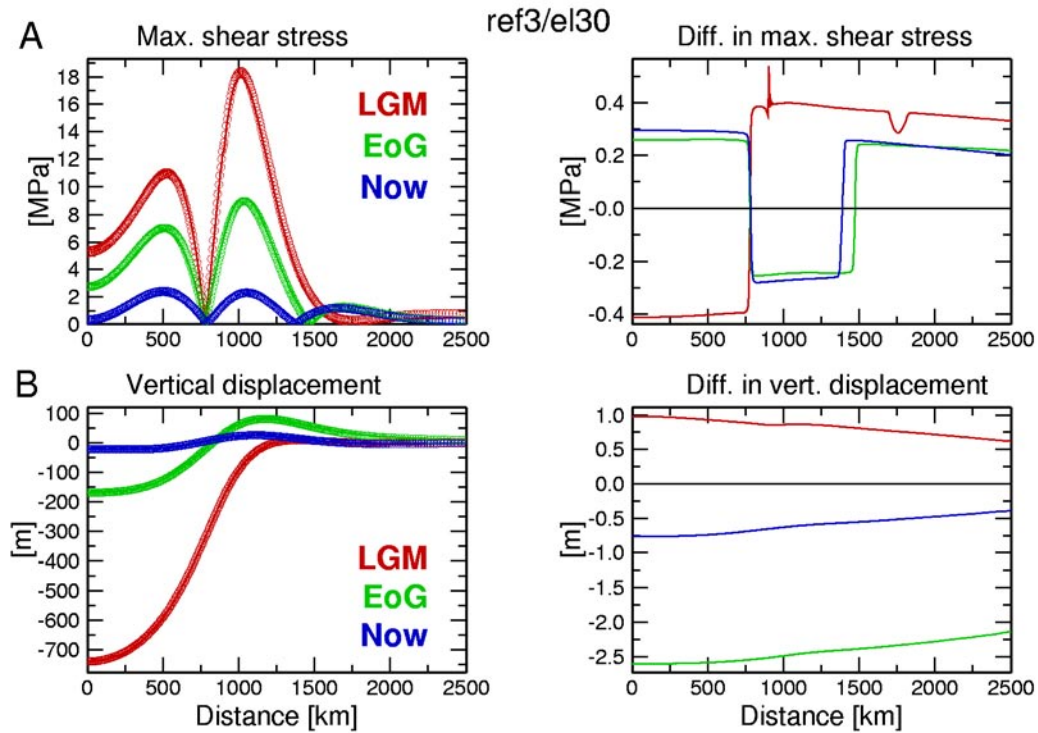 ref3/el30
A
Max. shear stress
Diff. in max. shear stress
18
16
14
12
10
8
6
4
2
0
[MPa]
LGM
EoG
Now
0 500 1000 1500 2000 2500
0.4
0.2
-0.0
-0.2
-0.4
[MPa]
0 500 1000 1500 2000 2500
B
Vertical displacement
Diff. in vert. displacement
100
0
-100
-200
-300
-400
-500
-600
-700
[m]
LGM
EoG
Now
0 500 1000 1500 2000 2500
Distance [km]
1.0
0.5
0.0
-0.5
-1.0
-1.5
-2.0
-2.5
[m]
0 500 1000 1500 2000 2500
Distance [km]